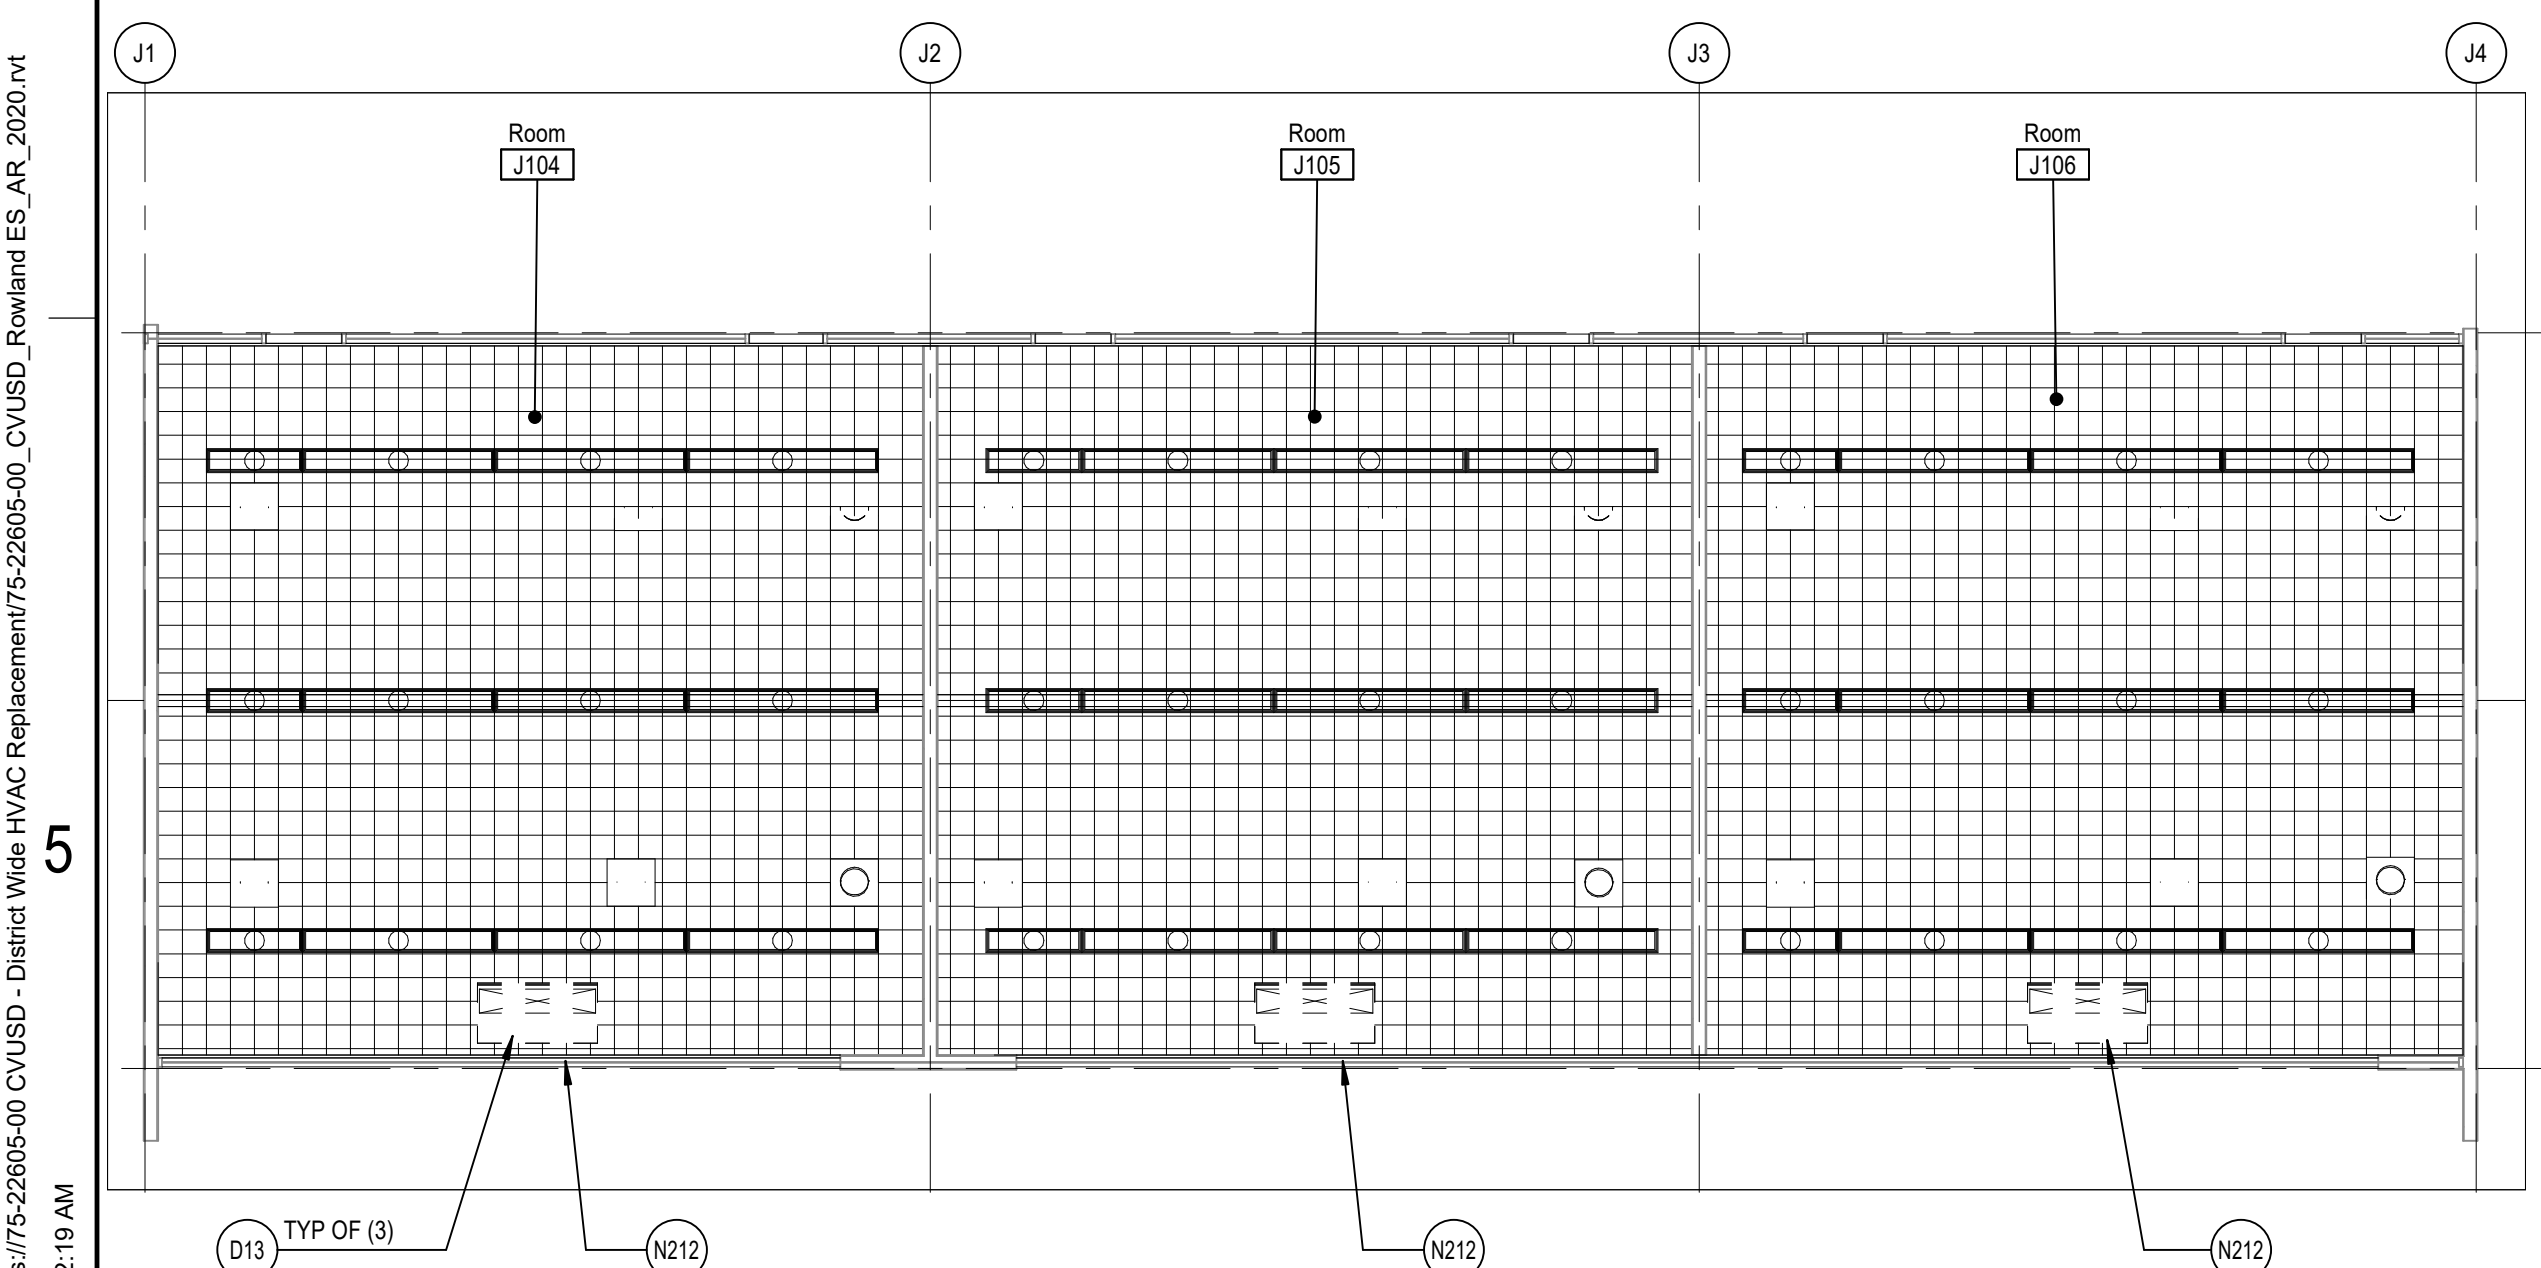 J1
J2
J3
J4
Room
J104
Room
J105
Room
J106
5
s://75-22605-00 CVUSD - District Wide HVAC Replacement/75-22605-00_CVUSD_Rowland ES_AR_2020.rvt
2:19 AM
D13
TYP OF (3)
N212
N212
N212